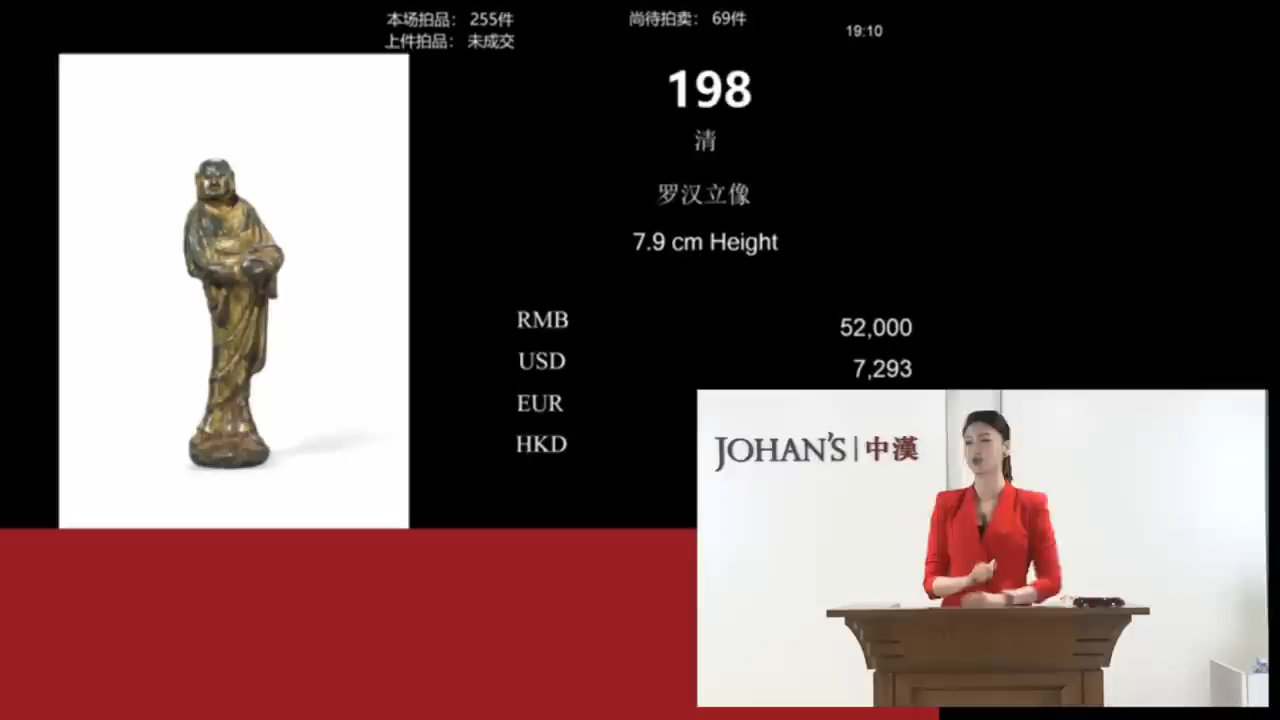 本场拍品: 255件
尚待拍卖: 69件
上件拍品: 未成交
19:10
198
清
罗汉立像
7.9 cm Height
RMB 52,000
USD 7,293
EUR
HKD
JOHAN'S | 中漢